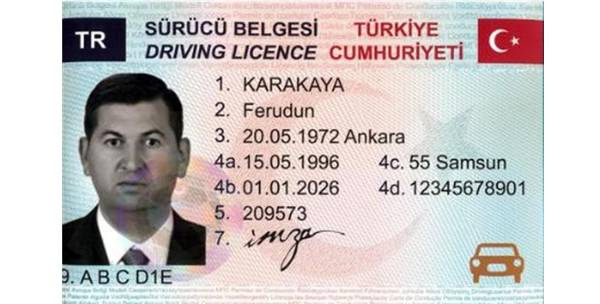 TR SÜRÜCÜ BELGESİ TÜRKİYE
DRIVING LICENCE CUMHURİYETİ
1. KARAKAYA
2. Ferudun
3. 20.05.1972 Ankara
4a. 15.05.1996 4c. 55 Samsun
4b. 01.01.2026 4d. 12345678901
5. 209573
7. imza
9. A B C D1E